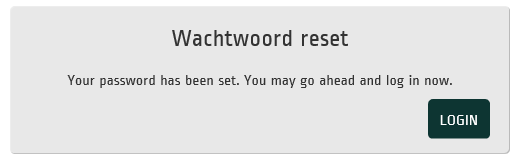 Wachtwoord reset
Your password has been set. You may go ahead and log in now.
LOGIN